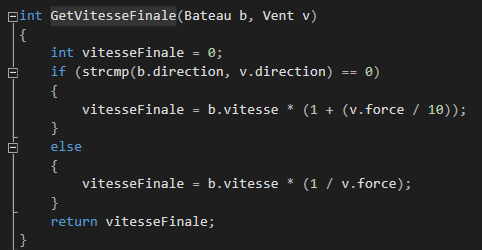 int GetVitesseFinale(Bateau b, Vent v)
{
    int vitesseFinale = 0;
    if (strcmp(b.direction, v.direction) == 0)
    {
        vitesseFinale = b.vitesse * (1 + (v.force / 10));
    }
    else
    {
        vitesseFinale = b.vitesse * (1 / v.force);
    }
    return vitesseFinale;
}